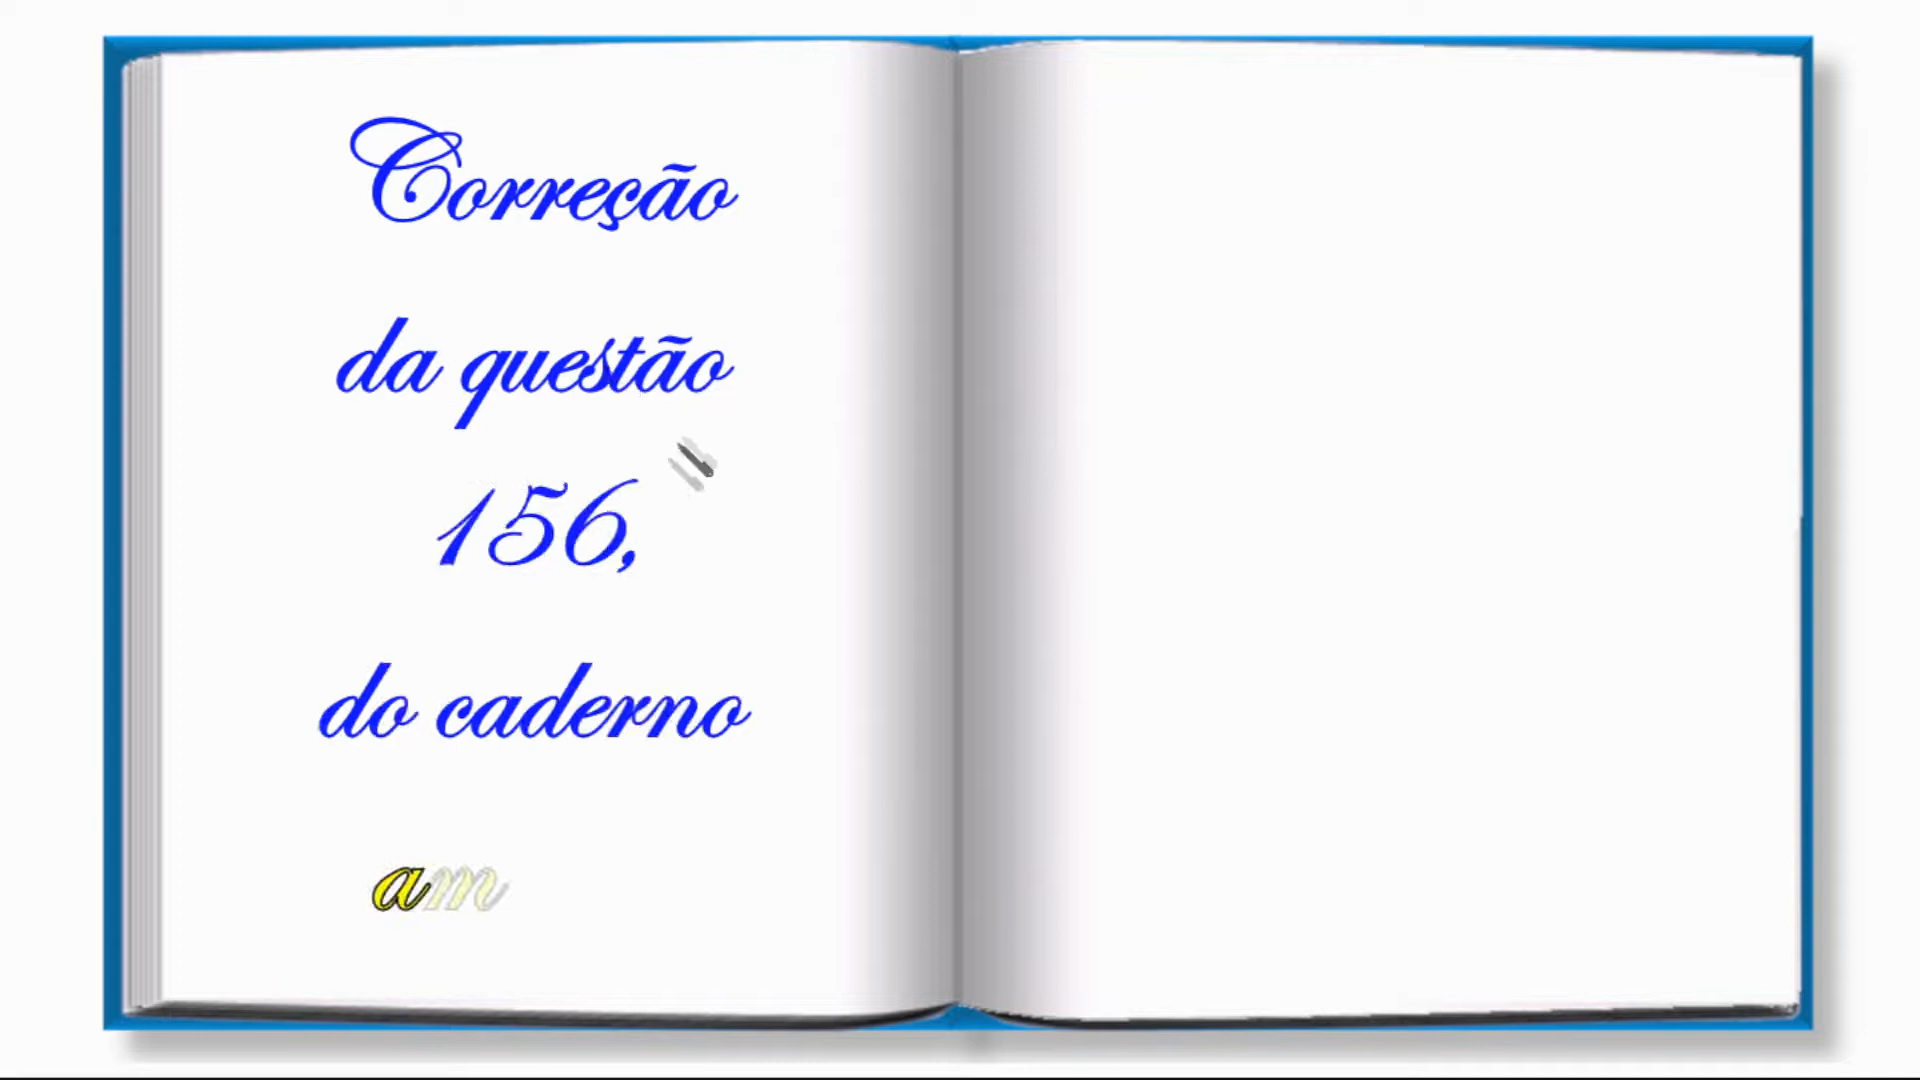 Correção
da questão
156,
do caderno
am